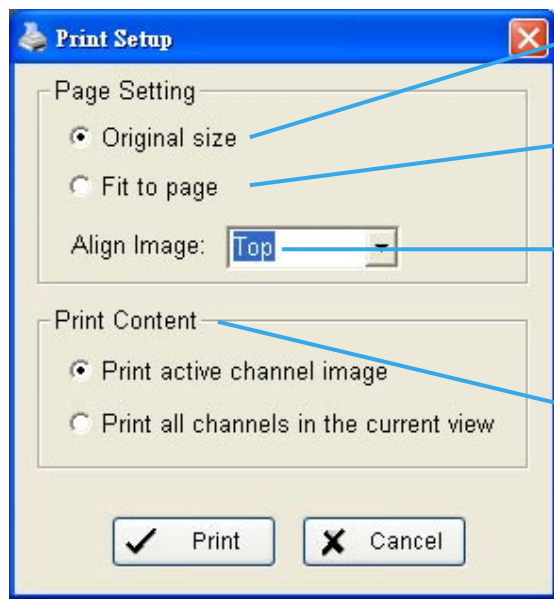 Print Setup
Page Setting
Original size
Fit to page
Align Image: Top
Print Content
Print active channel image
Print all channels in the current view
Print Cancel